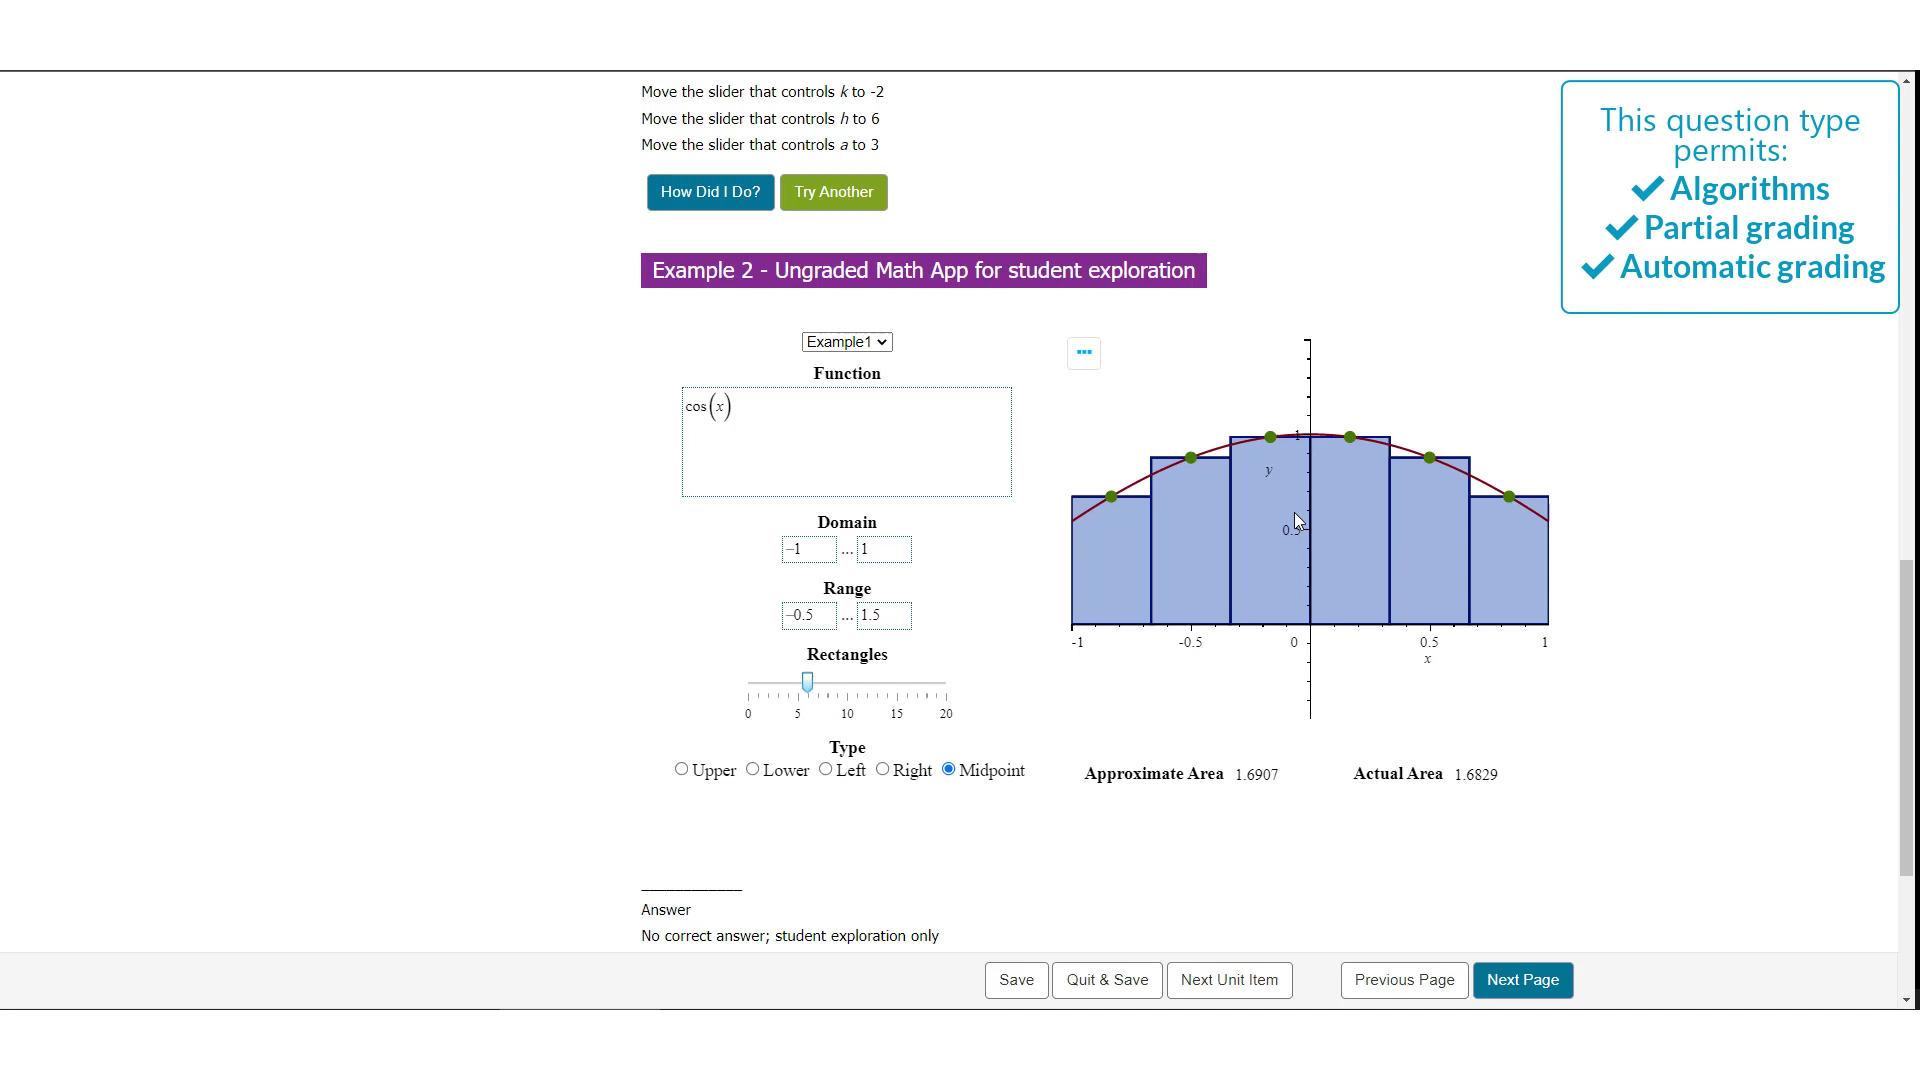 Move the slider that controls k to -2
Move the slider that controls h to 6
Move the slider that controls a to 3
How Did I Do?
Try Another
This question type
permits:
✔ Algorithms
✔ Partial grading
✔ Automatic grading
Example 2 - Ungraded Math App for student exploration
Example1
Function
cos(x)
Domain
-1 ... 1
Range
-0.5 ... 1.5
Rectangles
0 5 10 15 20
Type
Upper Lower Left Right Midpoint
1
y
0.5
-1 -0.5 0 0.5 1
x
Approximate Area 1.6907 Actual Area 1.6829
Answer
No correct answer; student exploration only
Save
Quit & Save
Next Unit Item
Previous Page
Next Page